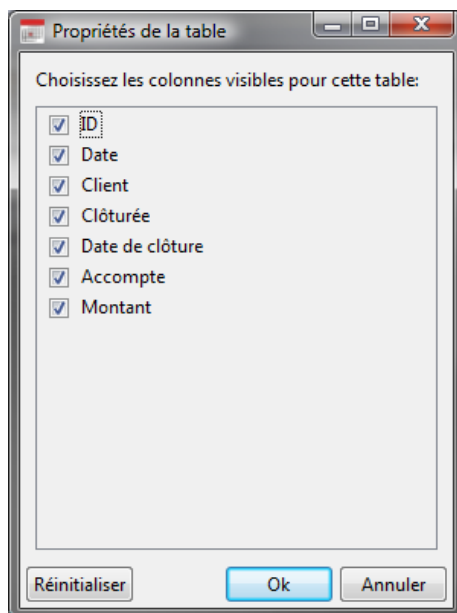 Propriétés de la table
Choisissez les colonnes visibles pour cette table:
ID
Date
Client
Clôturée
Date de clôture
Accompte
Montant
Réinitialiser Ok Annuler